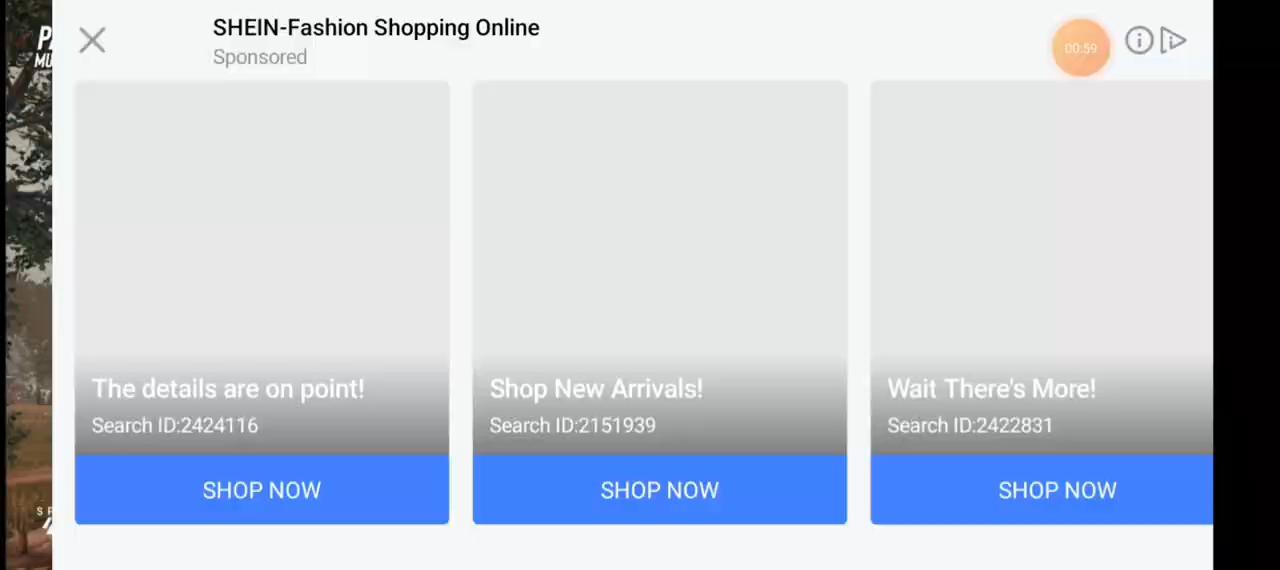 SHEIN-Fashion Shopping Online
Sponsored
00:59
The details are on point!
Search ID:2424116
SHOP NOW
Shop New Arrivals!
Search ID:2151939
SHOP NOW
Wait There's More!
Search ID:2422831
SHOP NOW